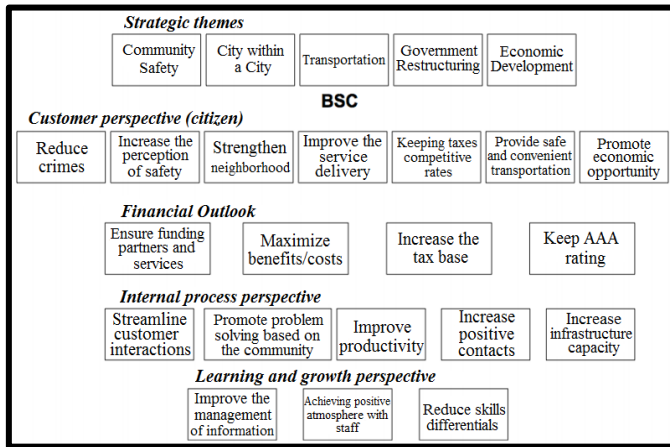 Strategic themes
Community
Safety
City within
a City
Transportation
Government
Restructuring
Economic
Development
BSC
Customer perspective (citizen)
Reduce
crimes
Increase the
perception
of safety
Strengthen
neighborhood
Improve the
service
delivery
Keeping taxes
competitive
rates
Provide safe
and convenient
transportation
Promote
economic
opportunity
Financial Outlook
Ensure funding
partners and
services
Maximize
benefits/costs
Increase the
tax base
Keep AAA
rating
Internal process perspective
Streamline
customer
interactions
Promote problem
solving based on
the community
Improve
productivity
Increase
positive
contacts
Increase
infrastructure
capacity
Learning and growth perspective
Improve the
management
of information
Achieving positive
atmosphere with
staff
Reduce skills
differentials